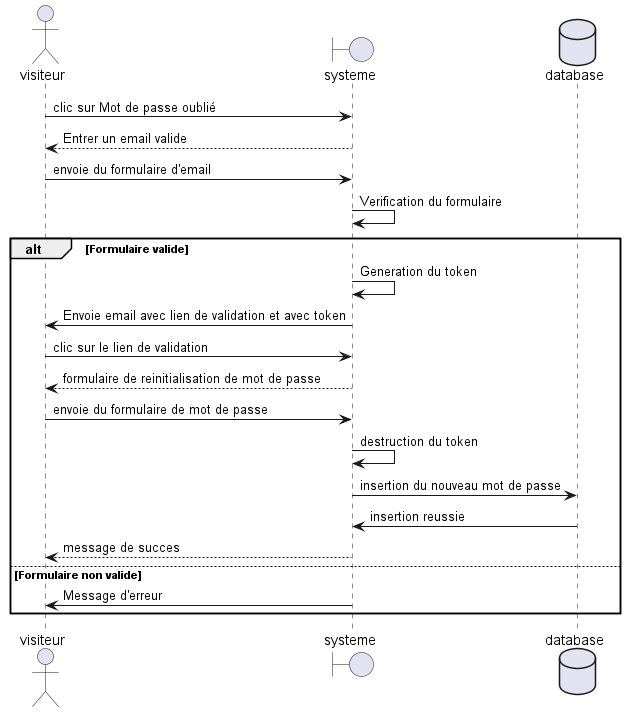 visiteur
systeme
database
clic sur Mot de passe oublié
Entrer un email valide
envoie du formulaire d'email
Verification du formulaire
alt [Formulaire valide]
Generation du token
Envoie email avec lien de validation et avec token
clic sur le lien de validation
formulaire de reinitialisation de mot de passe
envoie du formulaire de mot de passe
destruction du token
insertion du nouveau mot de passe
insertion reussie
message de succes
[Formulaire non valide]
Message d'erreur
visiteur
systeme
database